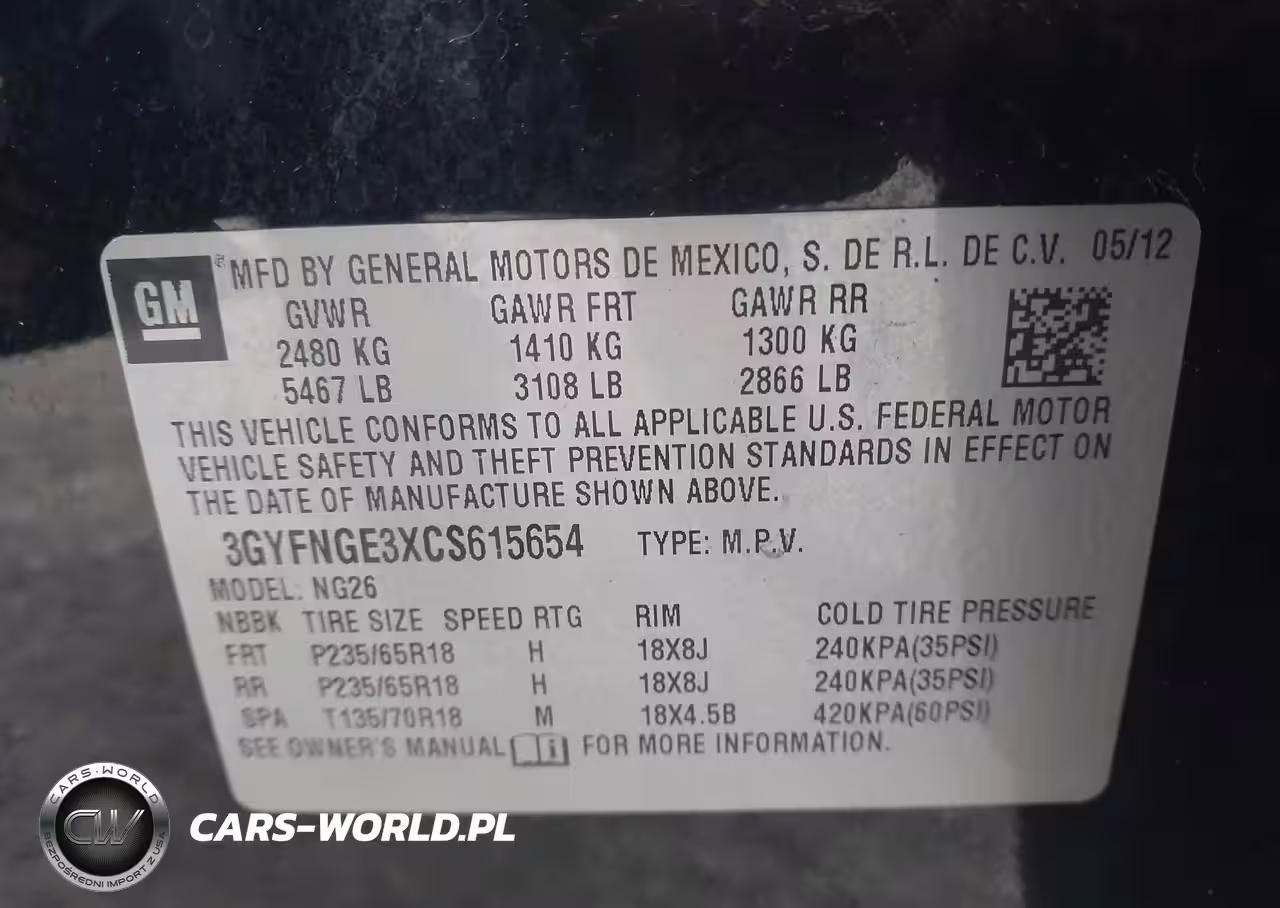 GM
® MFD BY GENERAL MOTORS DE MEXICO, S. DE R.L. DE C.V. 05/12
GVWR GAWR FRT GAWR RR
2480 KG 1410 KG 1300 KG
5467 LB 3108 LB 2866 LB
THIS VEHICLE CONFORMS TO ALL APPLICABLE U.S. FEDERAL MOTOR
VEHICLE SAFETY AND THEFT PREVENTION STANDARDS IN EFFECT ON
THE DATE OF MANUFACTURE SHOWN ABOVE.
3GYFNGE3XCS615654 TYPE: M.P.V.
MODEL: NG26
NBBK TIRE SIZE SPEED RTG RIM COLD TIRE PRESSURE
FRT P235/65R18 H 18X8J 240KPA(35PSI)
RR P235/65R18 H 18X8J 240KPA(35PSI)
SPA T135/70R18 M 18X4.5B 420KPA(60PSI)
SEE OWNER'S MANUAL i FOR MORE INFORMATION.
CARS-WORLD
CW
BEZPOŚREDNI IMPORT Z USA
CARS-WORLD.PL